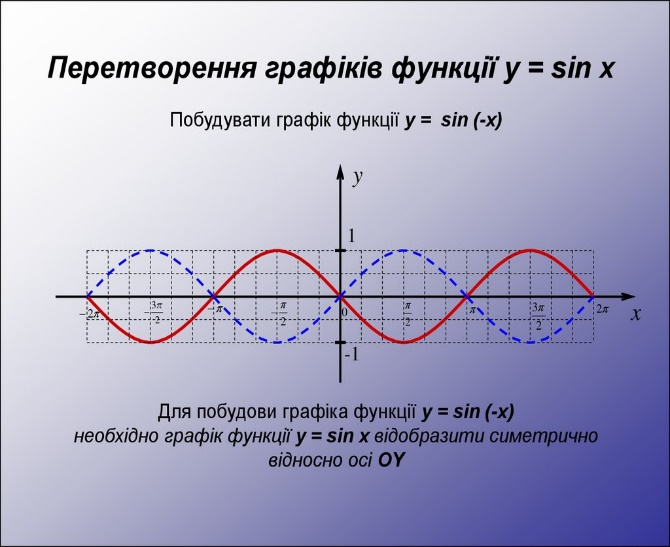 Перетворення графіків функції y = sin x
Побудувати графік функції y = sin (-x)
y
1
-2π
-3π/2
-π
-π/2
0
π/2
π
3π/2
2π
x
-1
Для побудови графіка функції y = sin (-x)
необхідно графік функції y = sin x відобразити симетрично
відносно осі OY